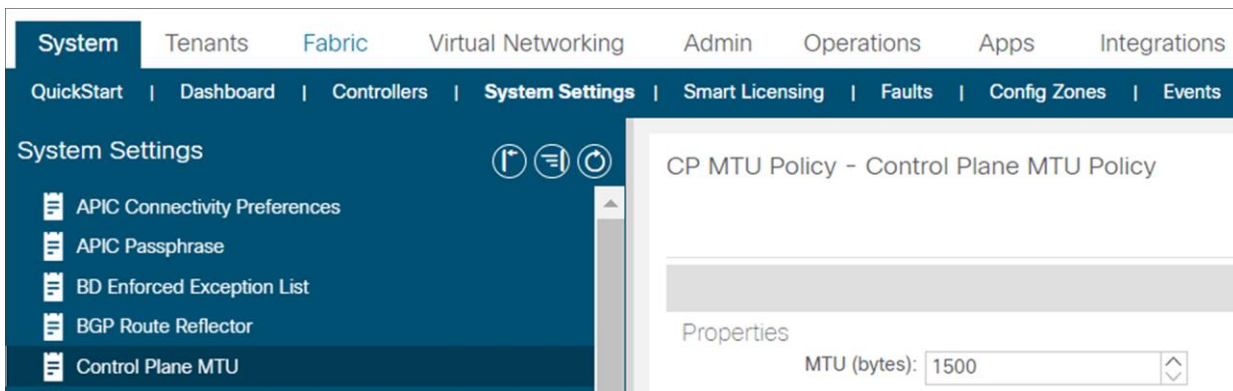 System Tenants Fabric Virtual Networking Admin Operations Apps Integrations
QuickStart | Dashboard | Controllers | System Settings | Smart Licensing | Faults | Config Zones | Events
System Settings
APIC Connectivity Preferences
APIC Passphrase
BD Enforced Exception List
BGP Route Reflector
Control Plane MTU
CP MTU Policy - Control Plane MTU Policy
Properties
MTU (bytes): 1500